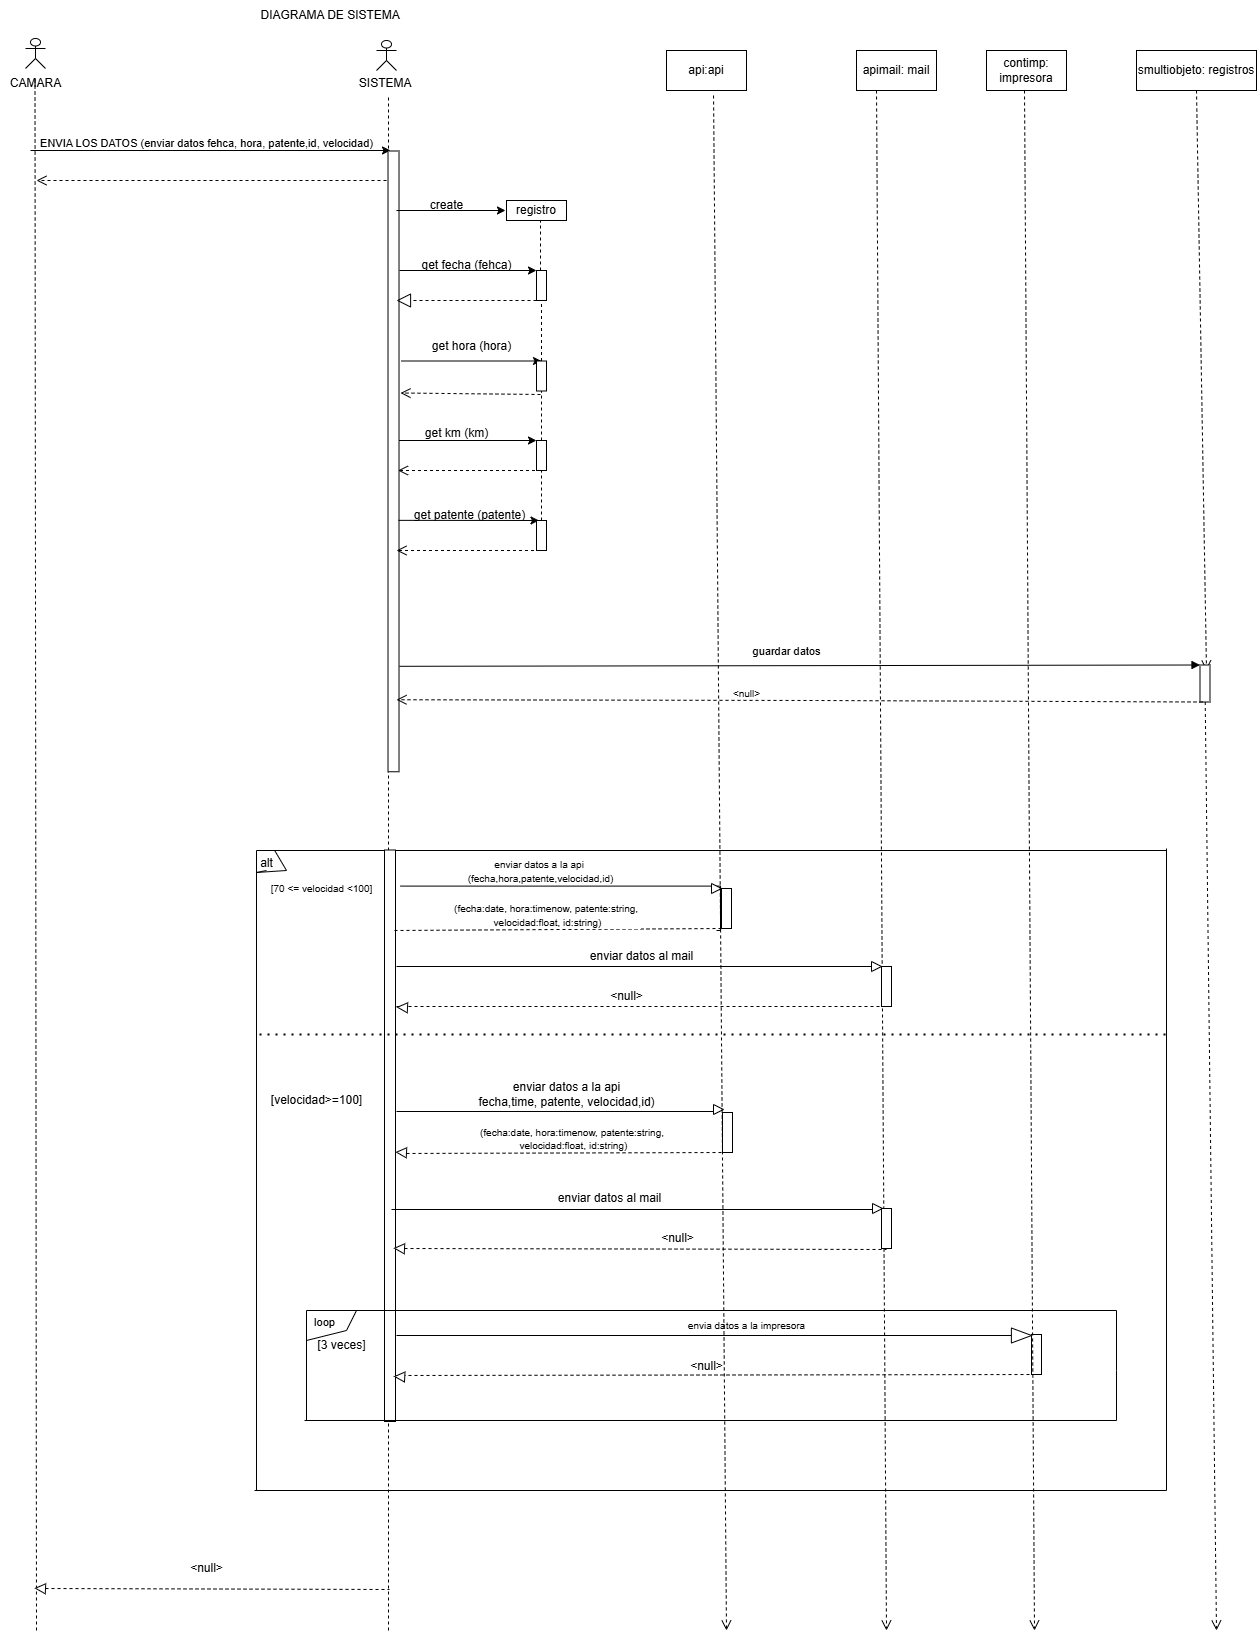 DIAGRAMA DE SISTEMA
CAMARA
SISTEMA
api:api
apimail: mail
contimp:
impresora
smultiobjeto: registros
ENVIA LOS DATOS (enviar datos fehca, hora, patente,id, velocidad)
create
registro
get fecha (fehca)
get hora (hora)
get km (km)
get patente (patente)
guardar datos
<null>
alt
[70 <= velocidad <100]
enviar datos a la api
(fecha,hora,patente,velocidad,id)
(fecha:date, hora:timenow, patente:string,
velocidad:float, id:string)
enviar datos al mail
<null>
[velocidad>=100]
enviar datos a la api
fecha,time, patente, velocidad,id)
(fecha:date, hora:timenow, patente:string,
velocidad:float, id:string)
enviar datos al mail
<null>
loop
[3 veces]
envia datos a la impresora
<null>
<null>